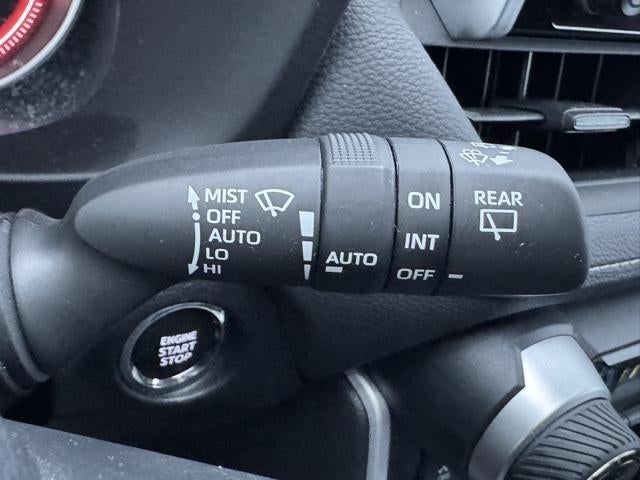 MIST
OFF
AUTO
LO
HI
AUTO
ON
INT
OFF
REAR
ENGINE
START
STOP